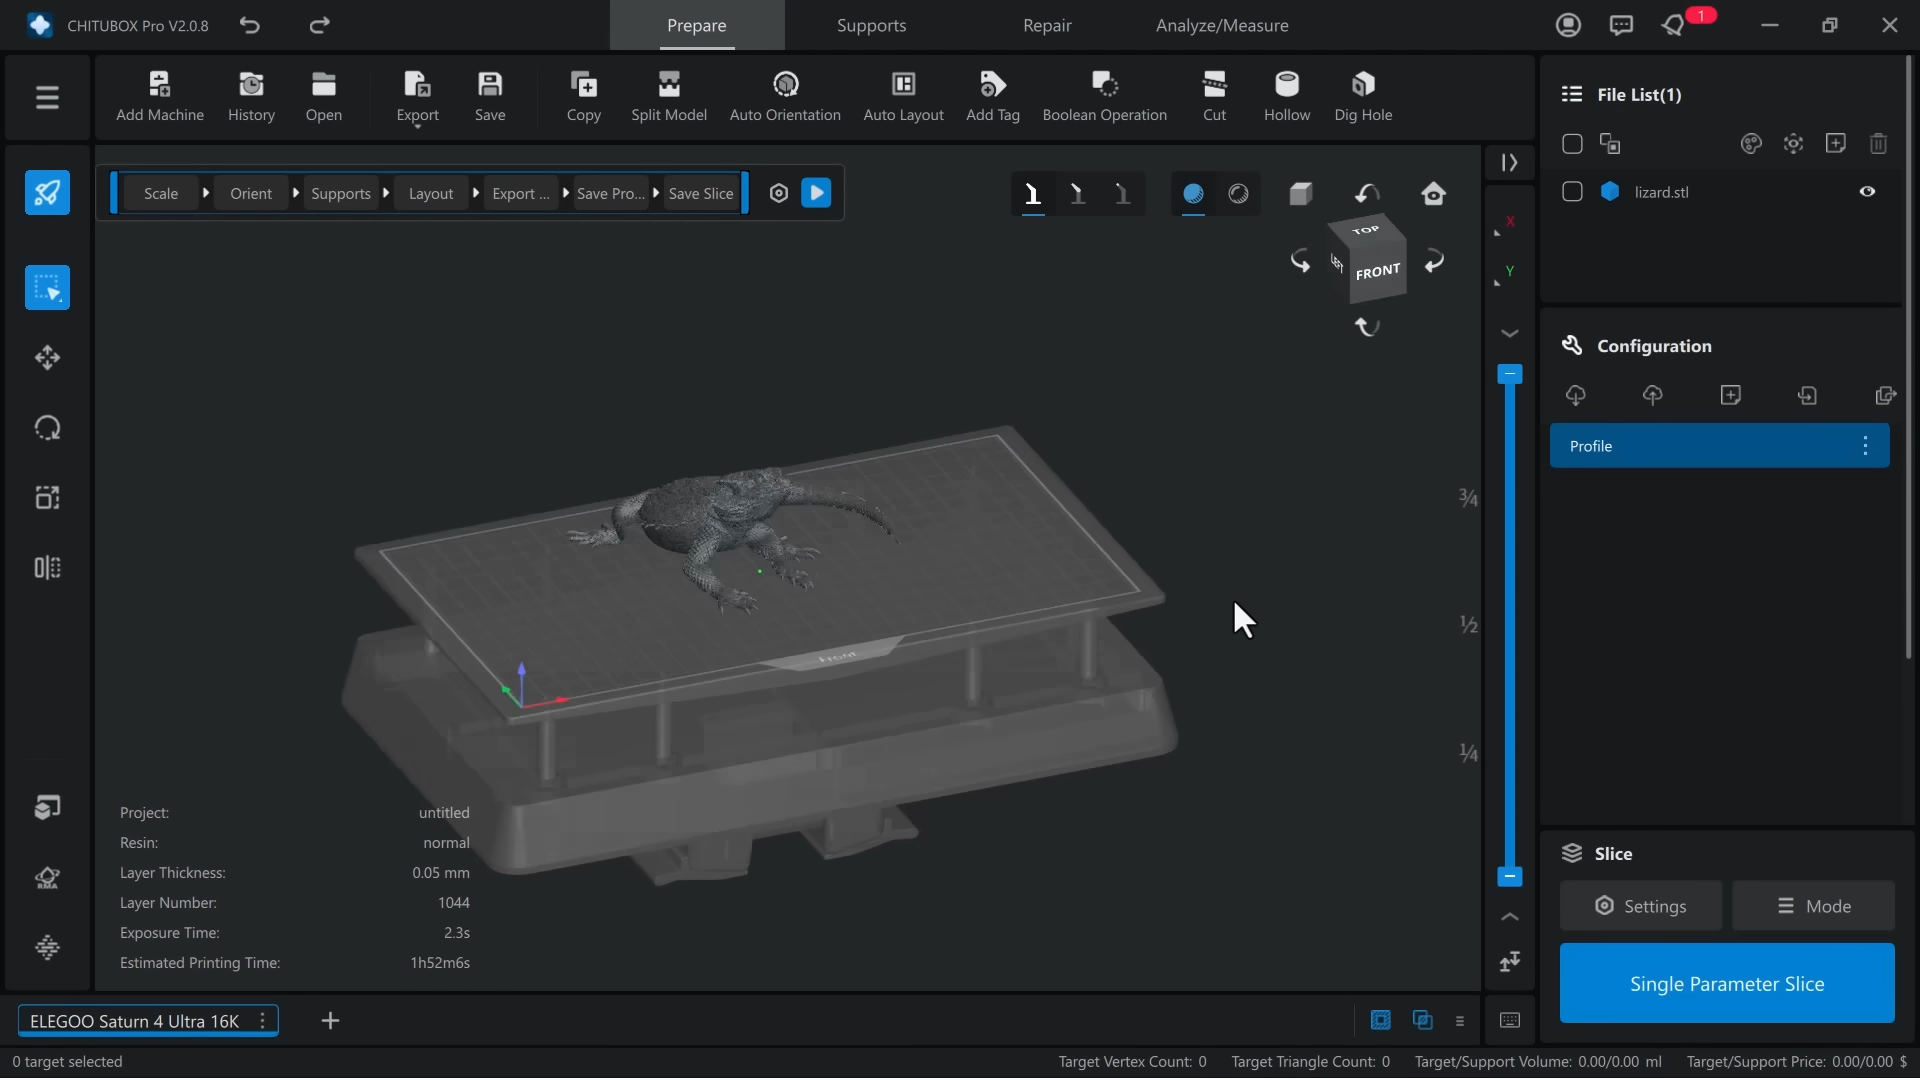 CHITUBOX Pro V2.0.8
Prepare
Supports
Repair
Analyze/Measure
1
Add Machine
History
Open
Export
Save
Copy
Split Model
Auto Orientation
Auto Layout
Add Tag
Boolean Operation
Cut
Hollow
Dig Hole
File List(1)
lizard.stl
Scale
Orient
Supports
Layout
Export ...
Save Pro...
Save Slice
TOP
FRONT
X
Y
Configuration
Profile
3/4
1/2
1/4
Front
RMA
Project: untitled
Resin: normal
Layer Thickness: 0.05 mm
Layer Number: 1044
Exposure Time: 2.3s
Estimated Printing Time: 1h52m6s
Slice
Settings
Mode
Single Parameter Slice
ELEGOO Saturn 4 Ultra 16K
0 target selected
Target Vertex Count: 0
Target Triangle Count: 0
Target/Support Volume: 0.00/0.00 ml
Target/Support Price: 0.00/0.00 $